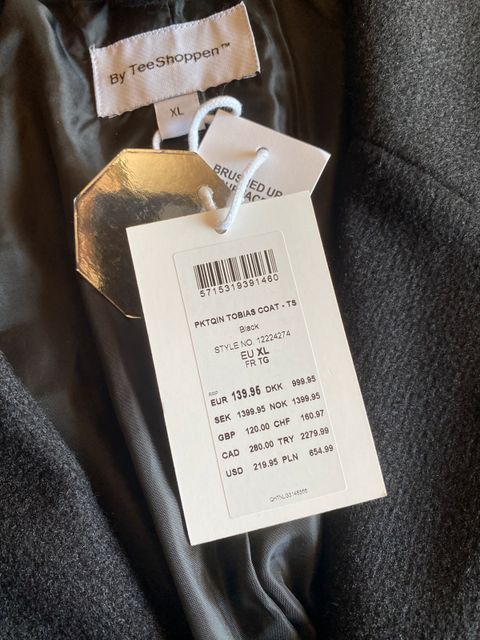 By TeeShoppen™
XL
BRUSHED UP
5715319391460
PKTQIN TOBIAS COAT - TS
Black
STYLE NO. 12224274
EU XL
FR TG
RRP
EUR 139.95 DKK 999.95
SEK 1399.95 NOK 1399.95
GBP 120.00 CHF 160.97
CAD 280.00 TRY 2279.99
USD 219.95 PLN 654.99